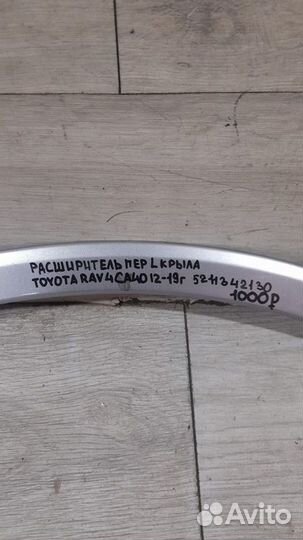 РАСШИРИТЕЛЬ ПЕР L КРЫЛА
TOYOTA RAV4 CA40 12-19г 5211342130
1000₽
Avito